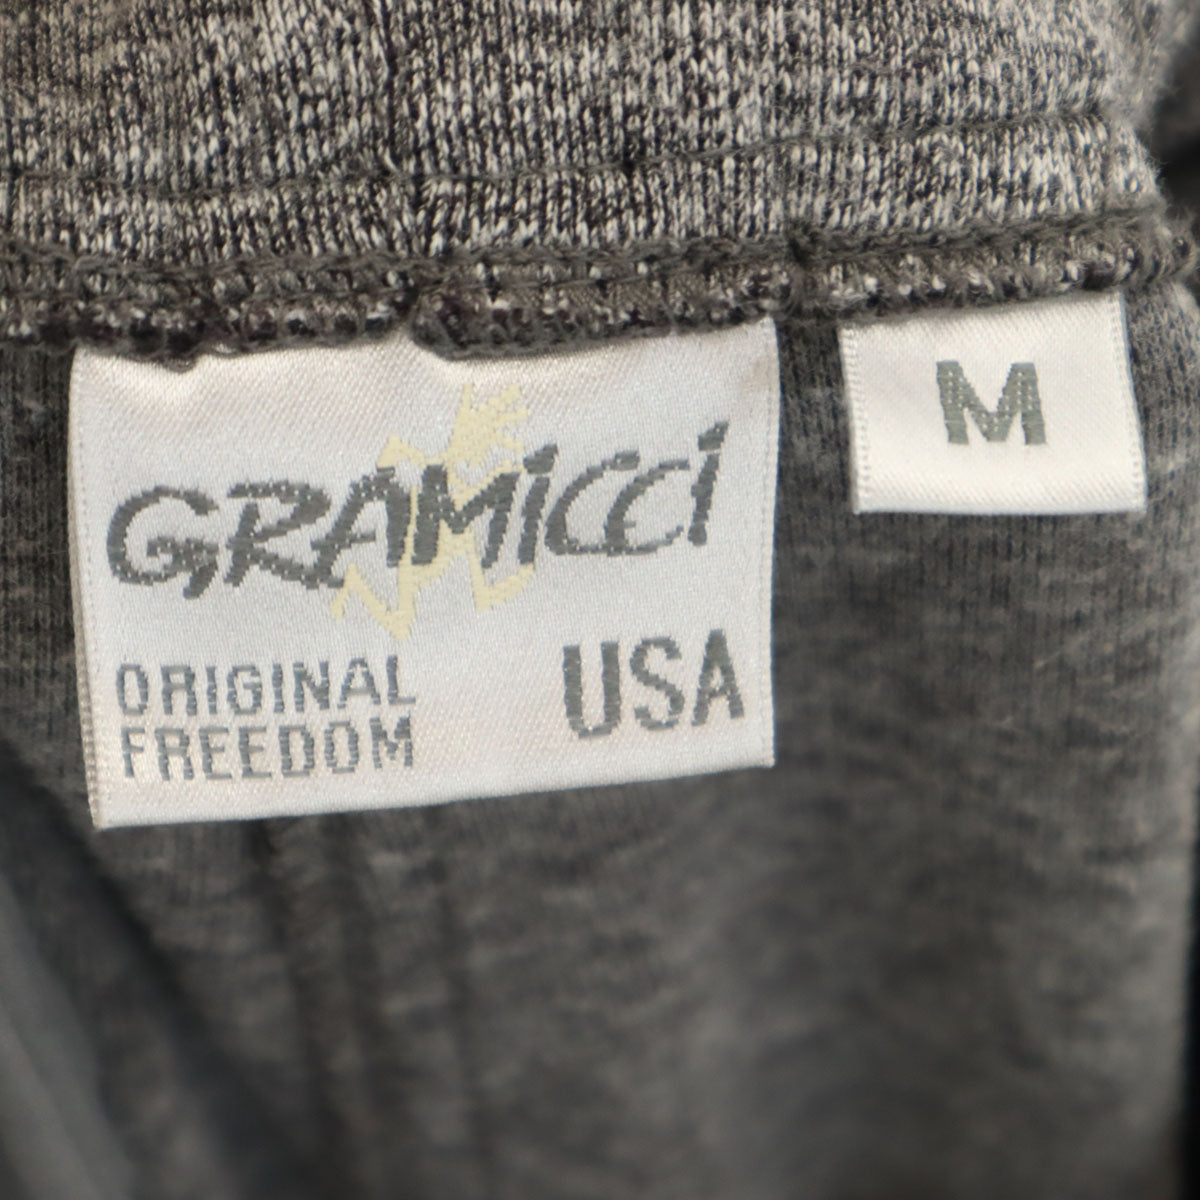 GRAMiCCi
ORIGINAL
FREEDOM
USA
M